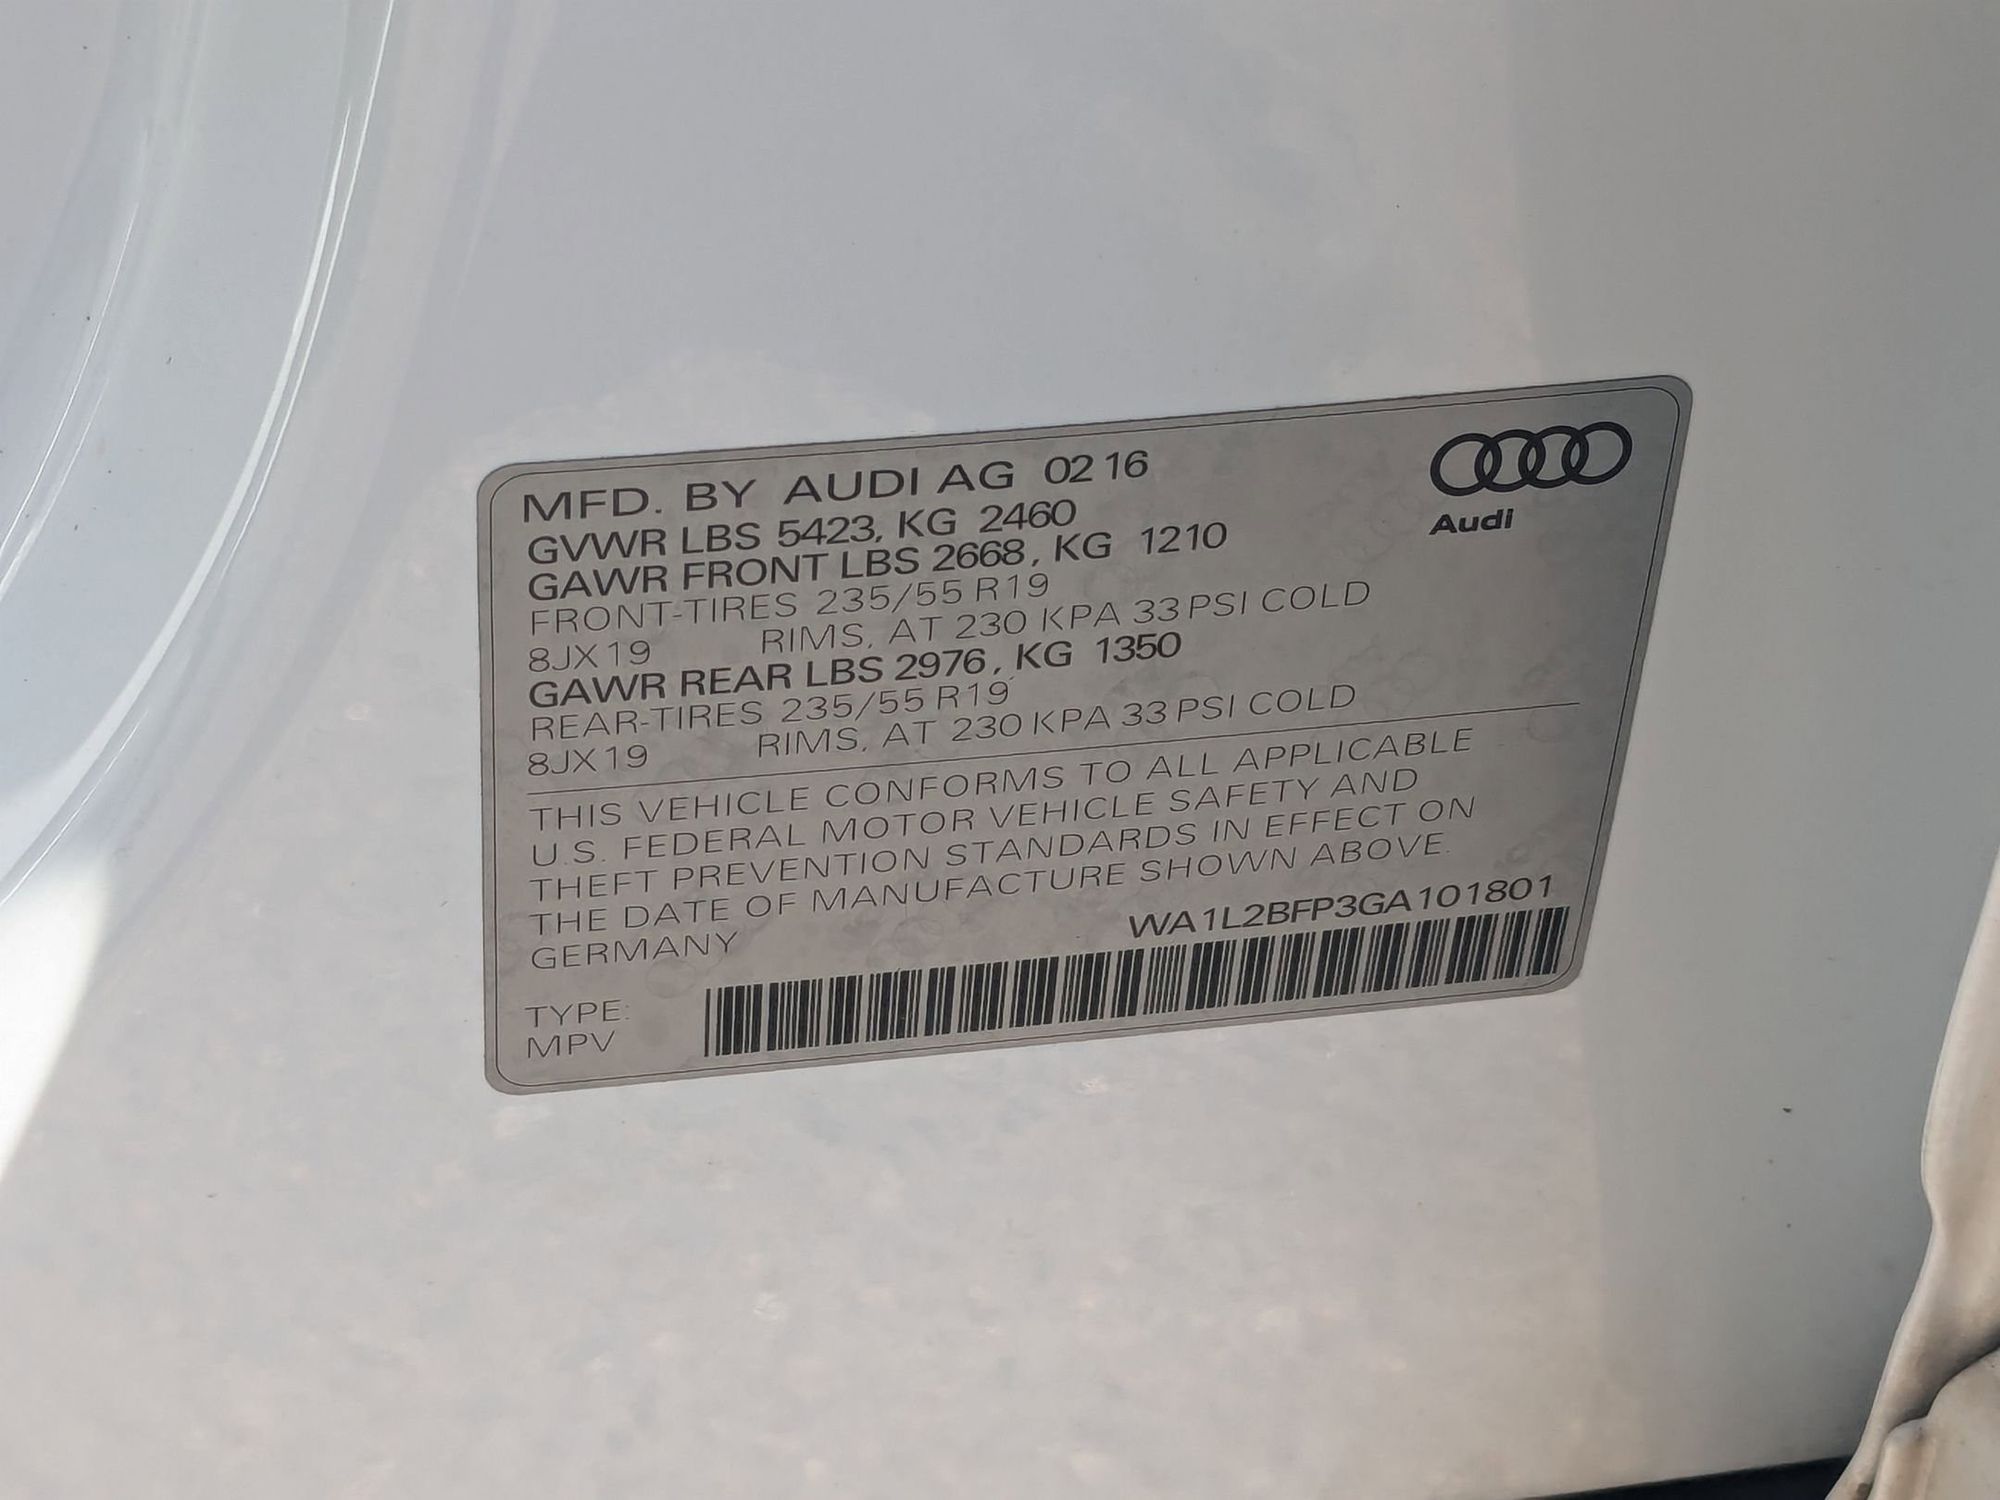 MFD. BY AUDI AG 02 16
GVWR LBS 5423, KG 2460
GAWR FRONT LBS 2668, KG 1210
FRONT-TIRES 235/55 R19
8JX19 RIMS, AT 230 KPA 33 PSI COLD
GAWR REAR LBS 2976, KG 1350
REAR-TIRES 235/55 R19
8JX19 RIMS, AT 230 KPA 33 PSI COLD
Audi
THIS VEHICLE CONFORMS TO ALL APPLICABLE
U.S. FEDERAL MOTOR VEHICLE SAFETY AND
THEFT PREVENTION STANDARDS IN EFFECT ON
THE DATE OF MANUFACTURE SHOWN ABOVE.
GERMANY WA1L2BFP3GA101801
TYPE:
MPV